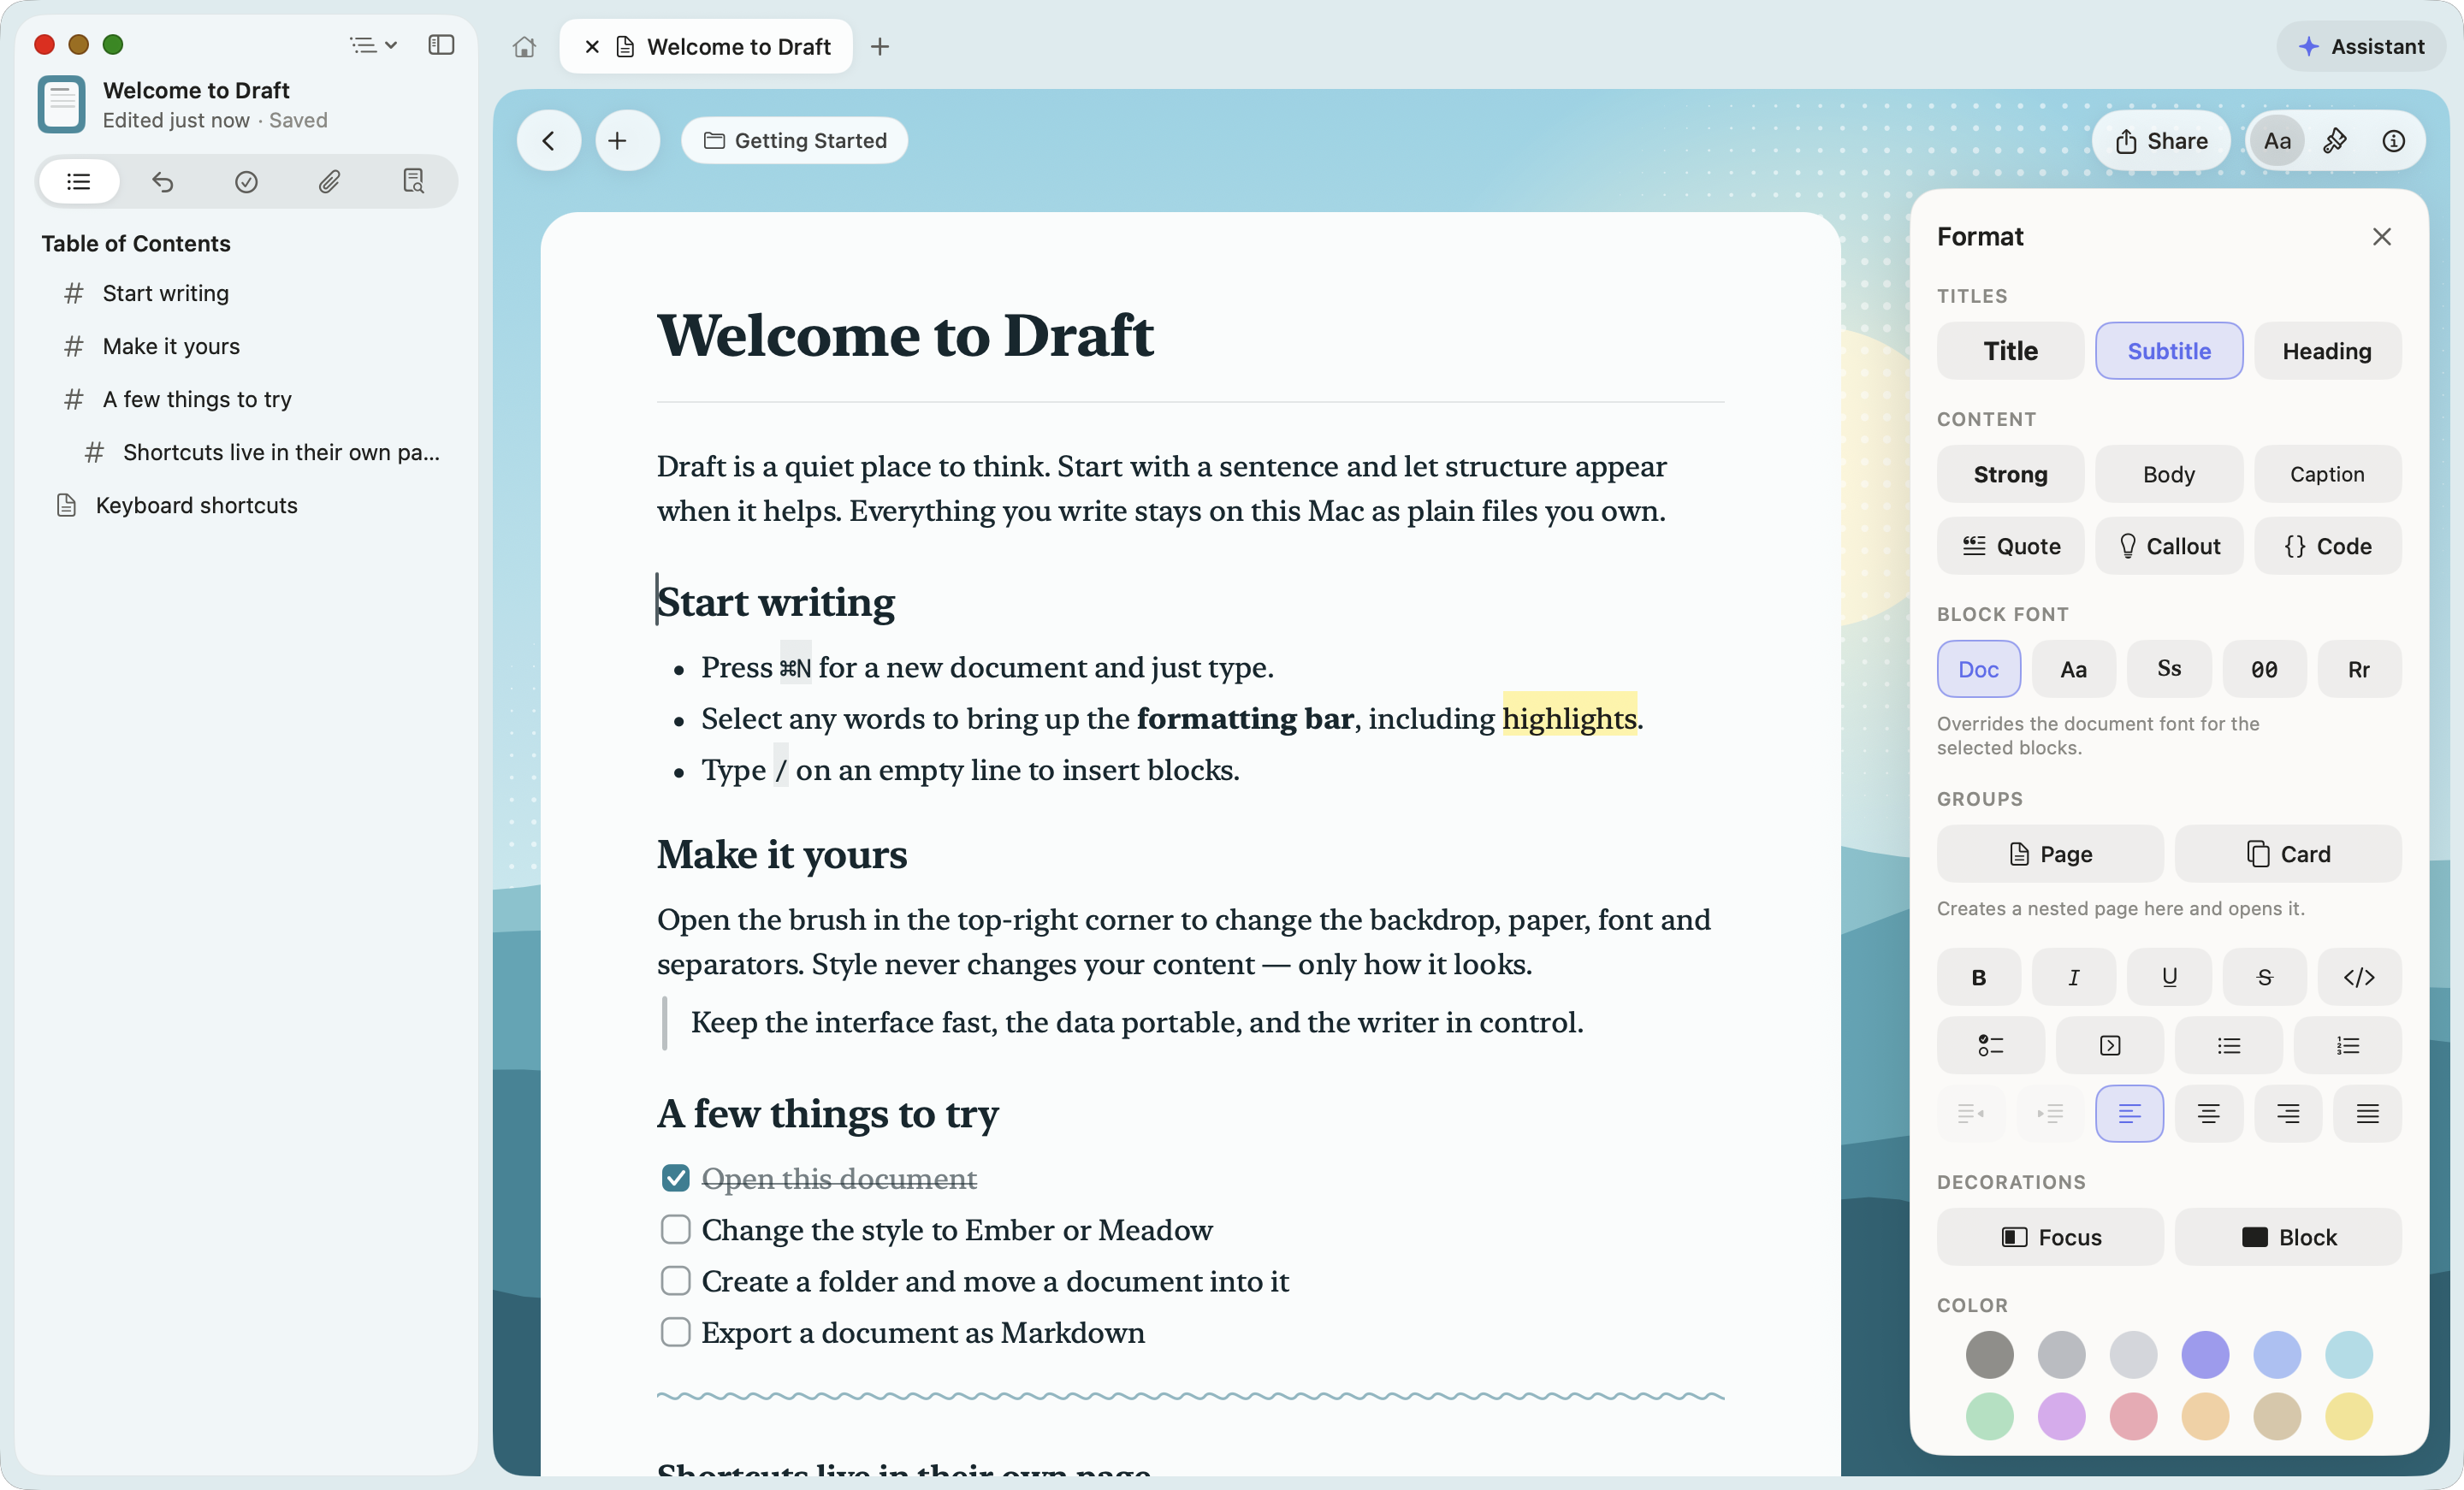 Welcome to Draft
Edited just now · Saved
Table of Contents
# Start writing
# Make it yours
# A few things to try
# Shortcuts live in their own pa...
Keyboard shortcuts
Welcome to Draft
Assistant
Getting Started
Share
Aa
Welcome to Draft
Draft is a quiet place to think. Start with a sentence and let structure appear
when it helps. Everything you write stays on this Mac as plain files you own.
Start writing
• Press ⌘N for a new document and just type.
• Select any words to bring up the formatting bar, including highlights.
• Type / on an empty line to insert blocks.
Make it yours
Open the brush in the top-right corner to change the backdrop, paper, font and
separators. Style never changes your content — only how it looks.
Keep the interface fast, the data portable, and the writer in control.
A few things to try
Open this document
Change the style to Ember or Meadow
Create a folder and move a document into it
Export a document as Markdown
Shortcuts live in their own page
Format
TITLES
Title Subtitle Heading
CONTENT
Strong Body Caption
Quote Callout {} Code
BLOCK FONT
Doc Aa Ss 00 Rr
Overrides the document font for the
selected blocks.
GROUPS
Page Card
Creates a nested page here and opens it.
B I U S </>
DECORATIONS
Focus Block
COLOR